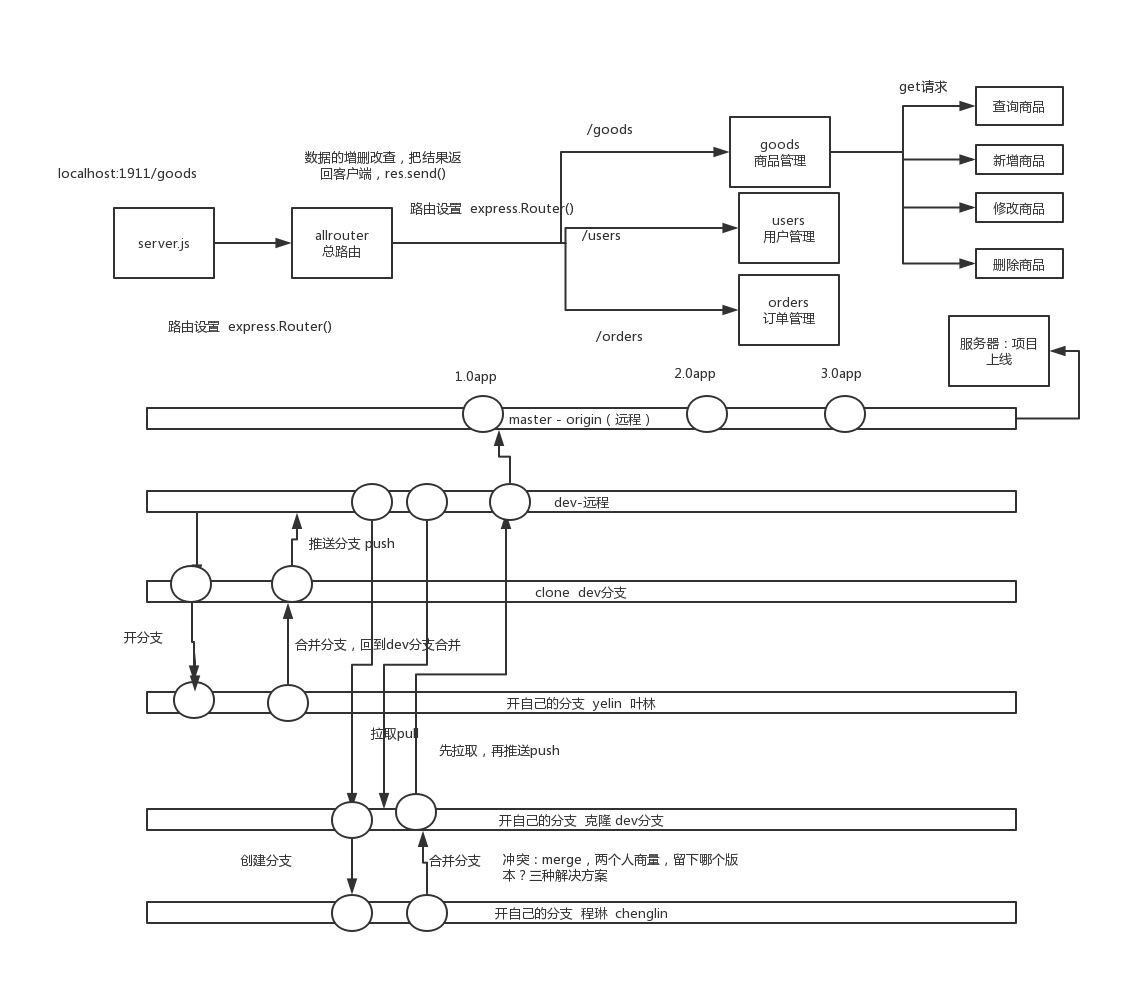 get请求
查询商品
/goods
goods
商品管理
数据的增删改查，把结果返
回客户端，res.send()
新增商品
localhost:1911/goods
路由设置  express.Router()
修改商品
server.js
allrouter
总路由
/users
users
用户管理
删除商品
orders
订单管理
路由设置  express.Router()
/orders
服务器：项目
上线
1.0app
2.0app
3.0app
master - origin（远程）
dev-远程
推送分支 push
clone  dev分支
开分支
合并分支，回到dev分支合并
开自己的分支  yelin  叶林
拉取pull
先拉取，再推送push
开自己的分支  克隆 dev分支
创建分支
合并分支
冲突：merge，两个人商量，留下哪个版
本？三种解决方案
开自己的分支  程琳  chenglin